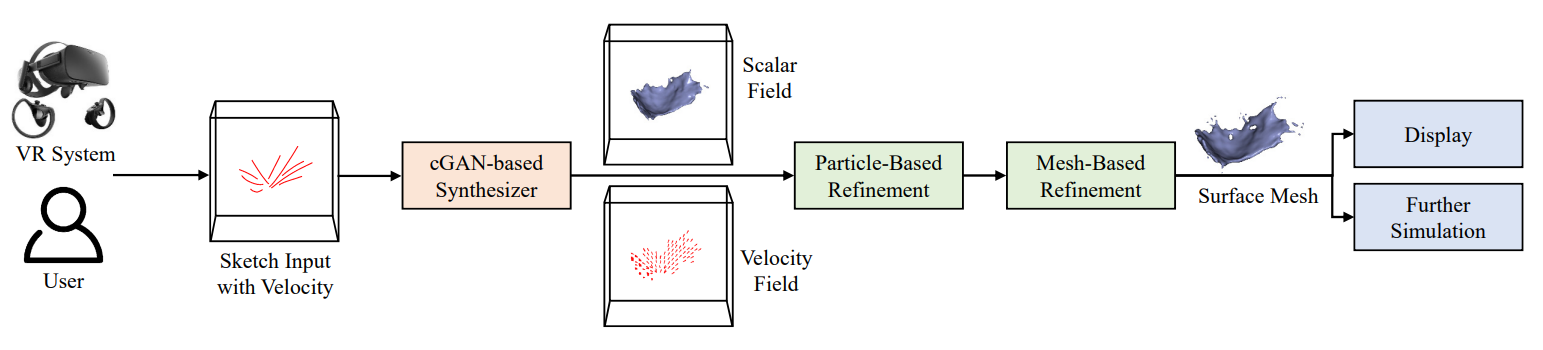 VR System
User
Sketch Input
with Velocity
cGAN-based
Synthesizer
Scalar
Field
Velocity
Field
Particle-Based
Refinement
Mesh-Based
Refinement
Surface Mesh
Display
Further
Simulation